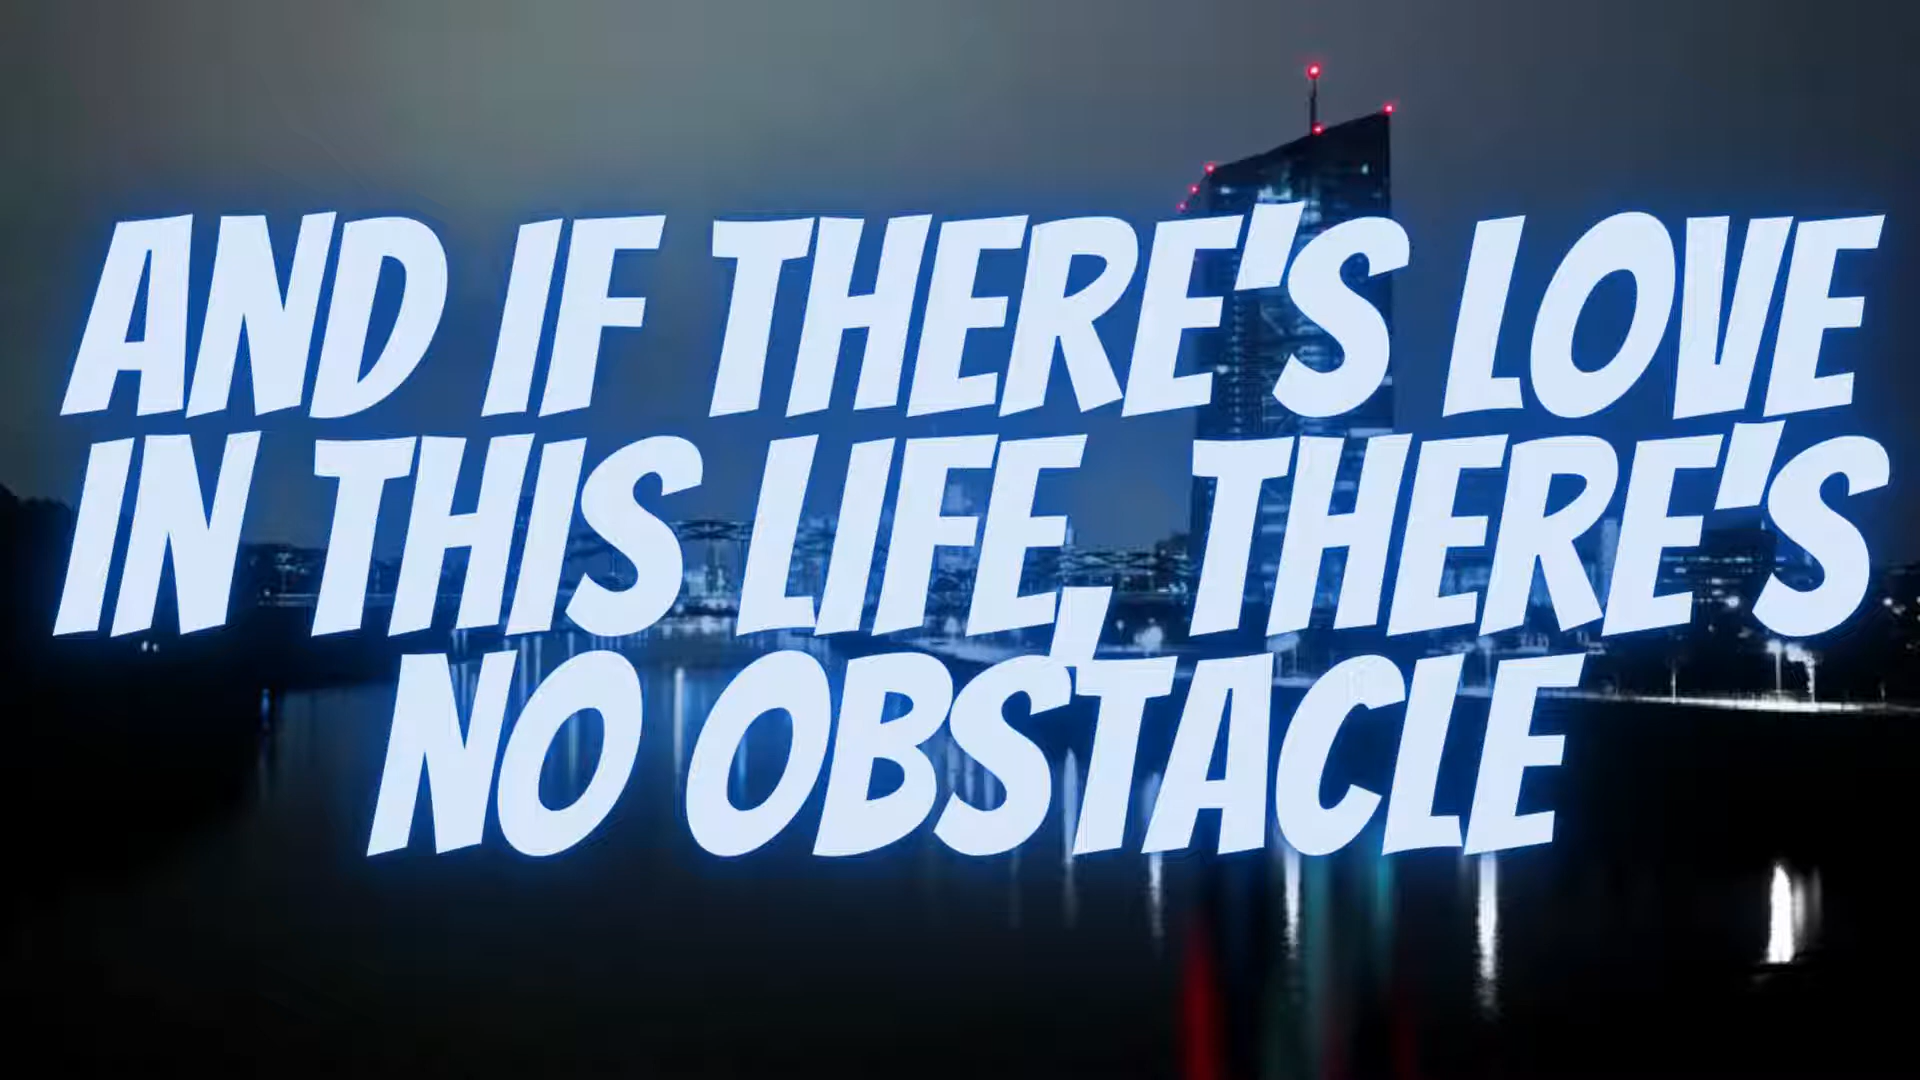 AND IF THERE'S LOVE
IN THIS LIFE, THERE'S
NO OBSTACLE